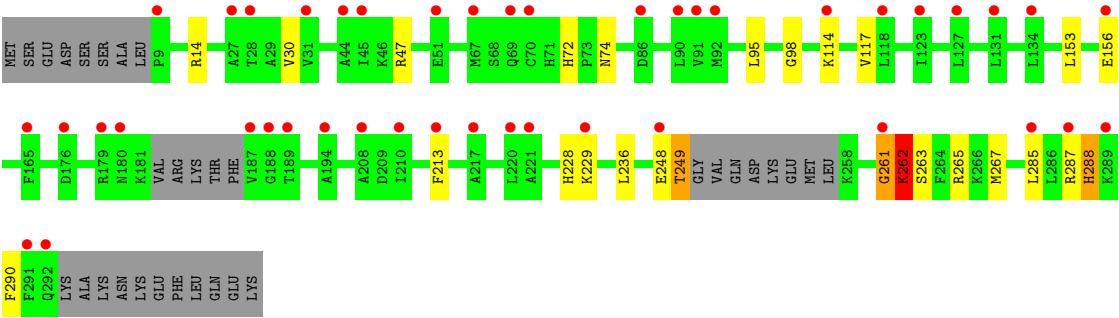 MET SER GLU ASP SER SER ALA LEU P9 R14 A27 T28 A29 V30 V31 A44 I45 K46 R47 E51 M67 S68 Q69 C70 H71 H72 P73 N74 D86 L90 V91 M92 L95 G98 K114 V117 L118 I123 L127 L131 L134 L153 E156
F165 D176 R179 N180 K181 VAL ARG LYS THR PHE V187 G188 T189 A194 A208 D209 I210 F213 A217 L220 A221 H228 K229 L236 E248 T249 GLY VAL GLN ASP LYS GLU MET LEU K258 G261 K262 S263 F264 R265 K266 M267 L285 L286 R287 H288 K289
F290 F291 Q292 LYS ALA LYS ASN LYS GLU PHE LEU GLN GLU LYS